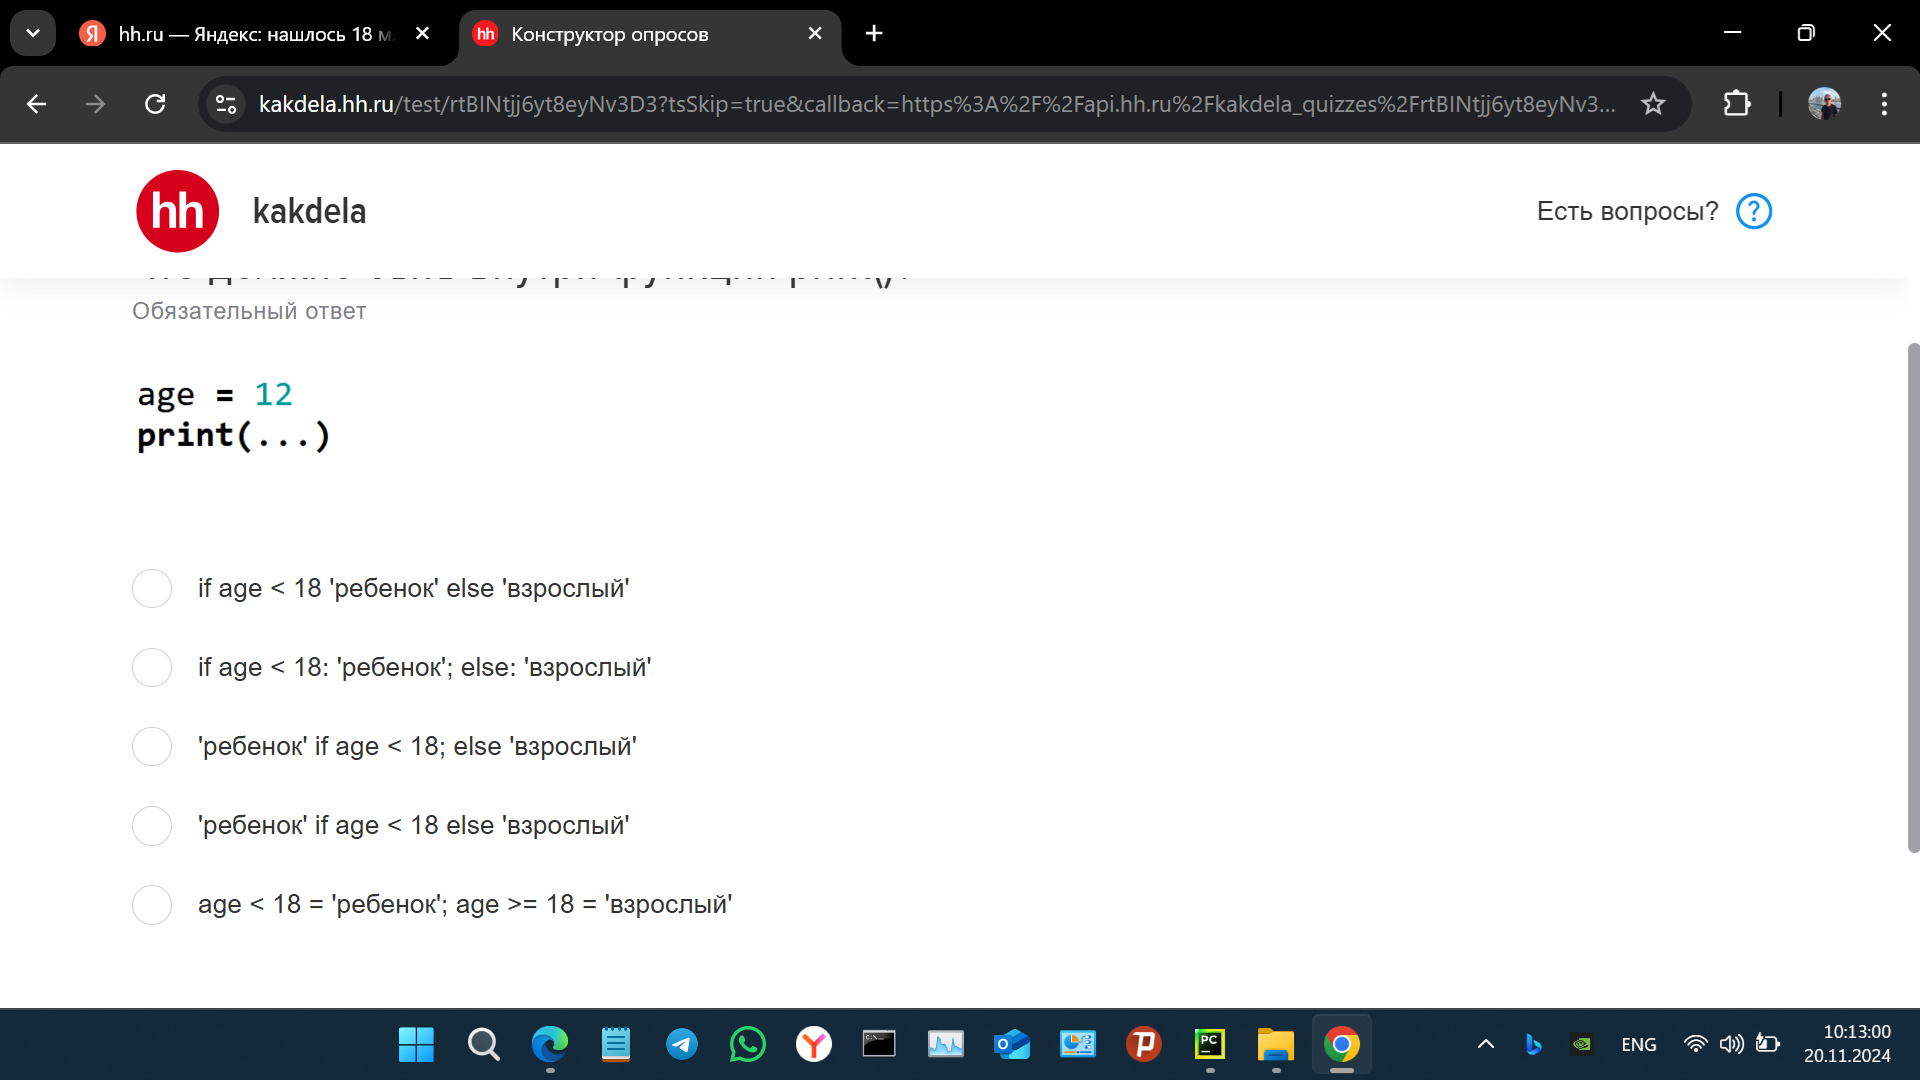 hh.ru — Яндекс: нашлось 18 м
Конструктор опросов
kakdela.hh.ru/test/rtBINtjj6yt8eyNv3D3?tsSkip=true&callback=https%3A%2F%2Fapi.hh.ru%2Fkakdela_quizzes%2FrtBINtjj6yt8eyNv3...
hh kakdela
Есть вопросы? ?
Обязательный ответ
age = 12
print(...)
if age < 18 'ребенок' else 'взрослый'
if age < 18: 'ребенок'; else: 'взрослый'
'ребенок' if age < 18; else 'взрослый'
'ребенок' if age < 18 else 'взрослый'
age < 18 = 'ребенок'; age >= 18 = 'взрослый'
ENG
10:13:00
20.11.2024